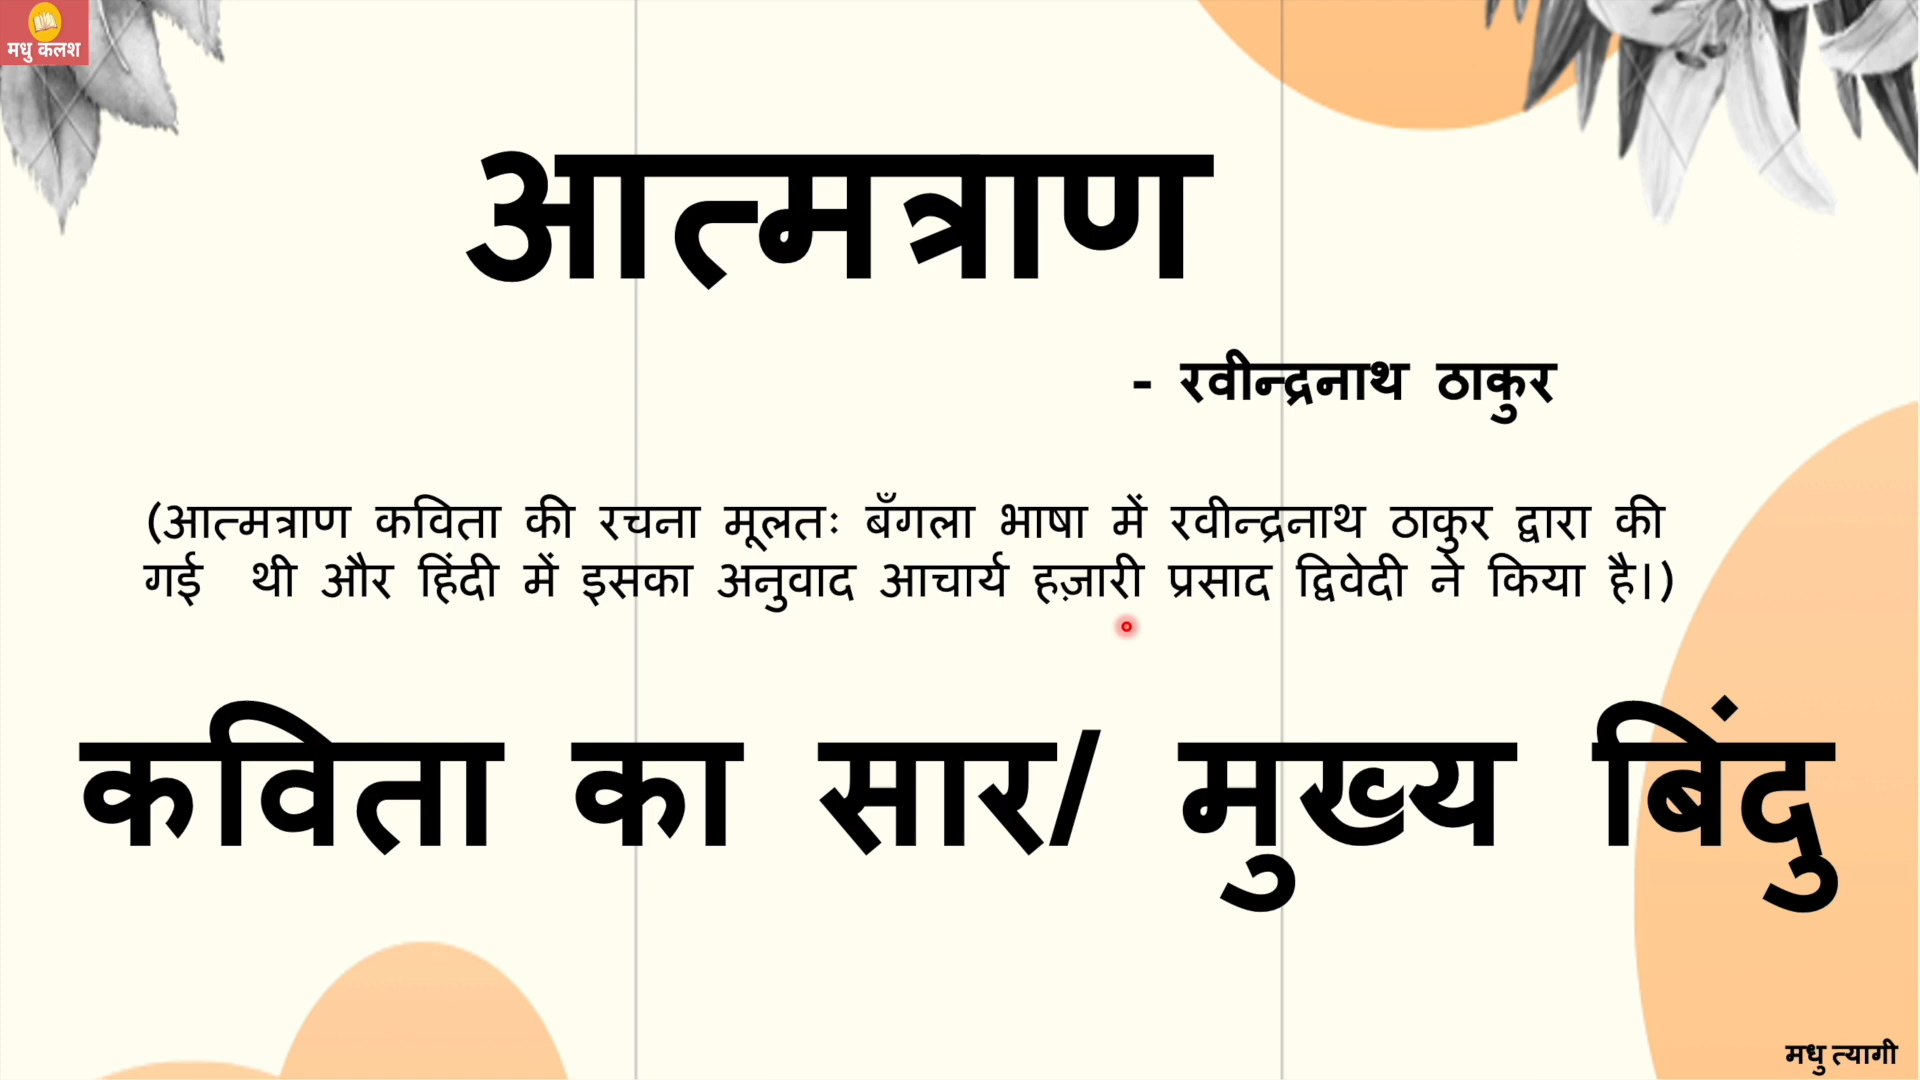 मधु कलश
आत्मत्राण
- रवीन्द्रनाथ ठाकुर
(आत्मत्राण कविता की रचना मूलतः बँगला भाषा में रवीन्द्रनाथ ठाकुर द्वारा की
गई थी और हिंदी में इसका अनुवाद आचार्य हज़ारी प्रसाद द्विवेदी ने किया है।)
कविता का सार/ मुख्य बिंदु
मधु त्यागी